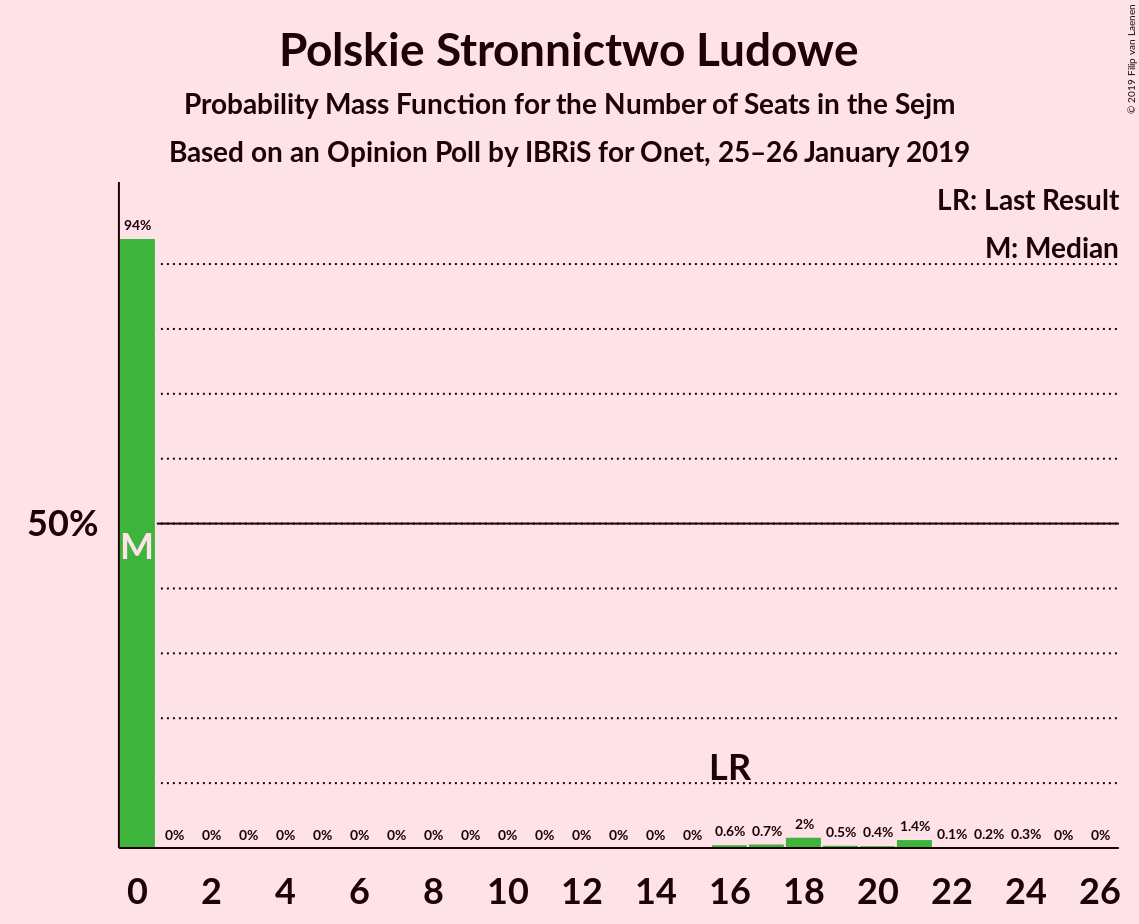 Polskie Stronnictwo Ludowe
Probability Mass Function for the Number of Seats in the Sejm
Based on an Opinion Poll by IBRiS for Onet, 25–26 January 2019
© 2019 Filip van Laenen
LR: Last Result
M: Median
94%
50%
M
LR
0% 0% 0% 0% 0% 0% 0% 0% 0% 0% 0% 0% 0% 0% 0% 0.6% 0.7% 2% 0.5% 0.4% 1.4% 0.1% 0.2% 0.3% 0% 0%
0 2 4 6 8 10 12 14 16 18 20 22 24 26